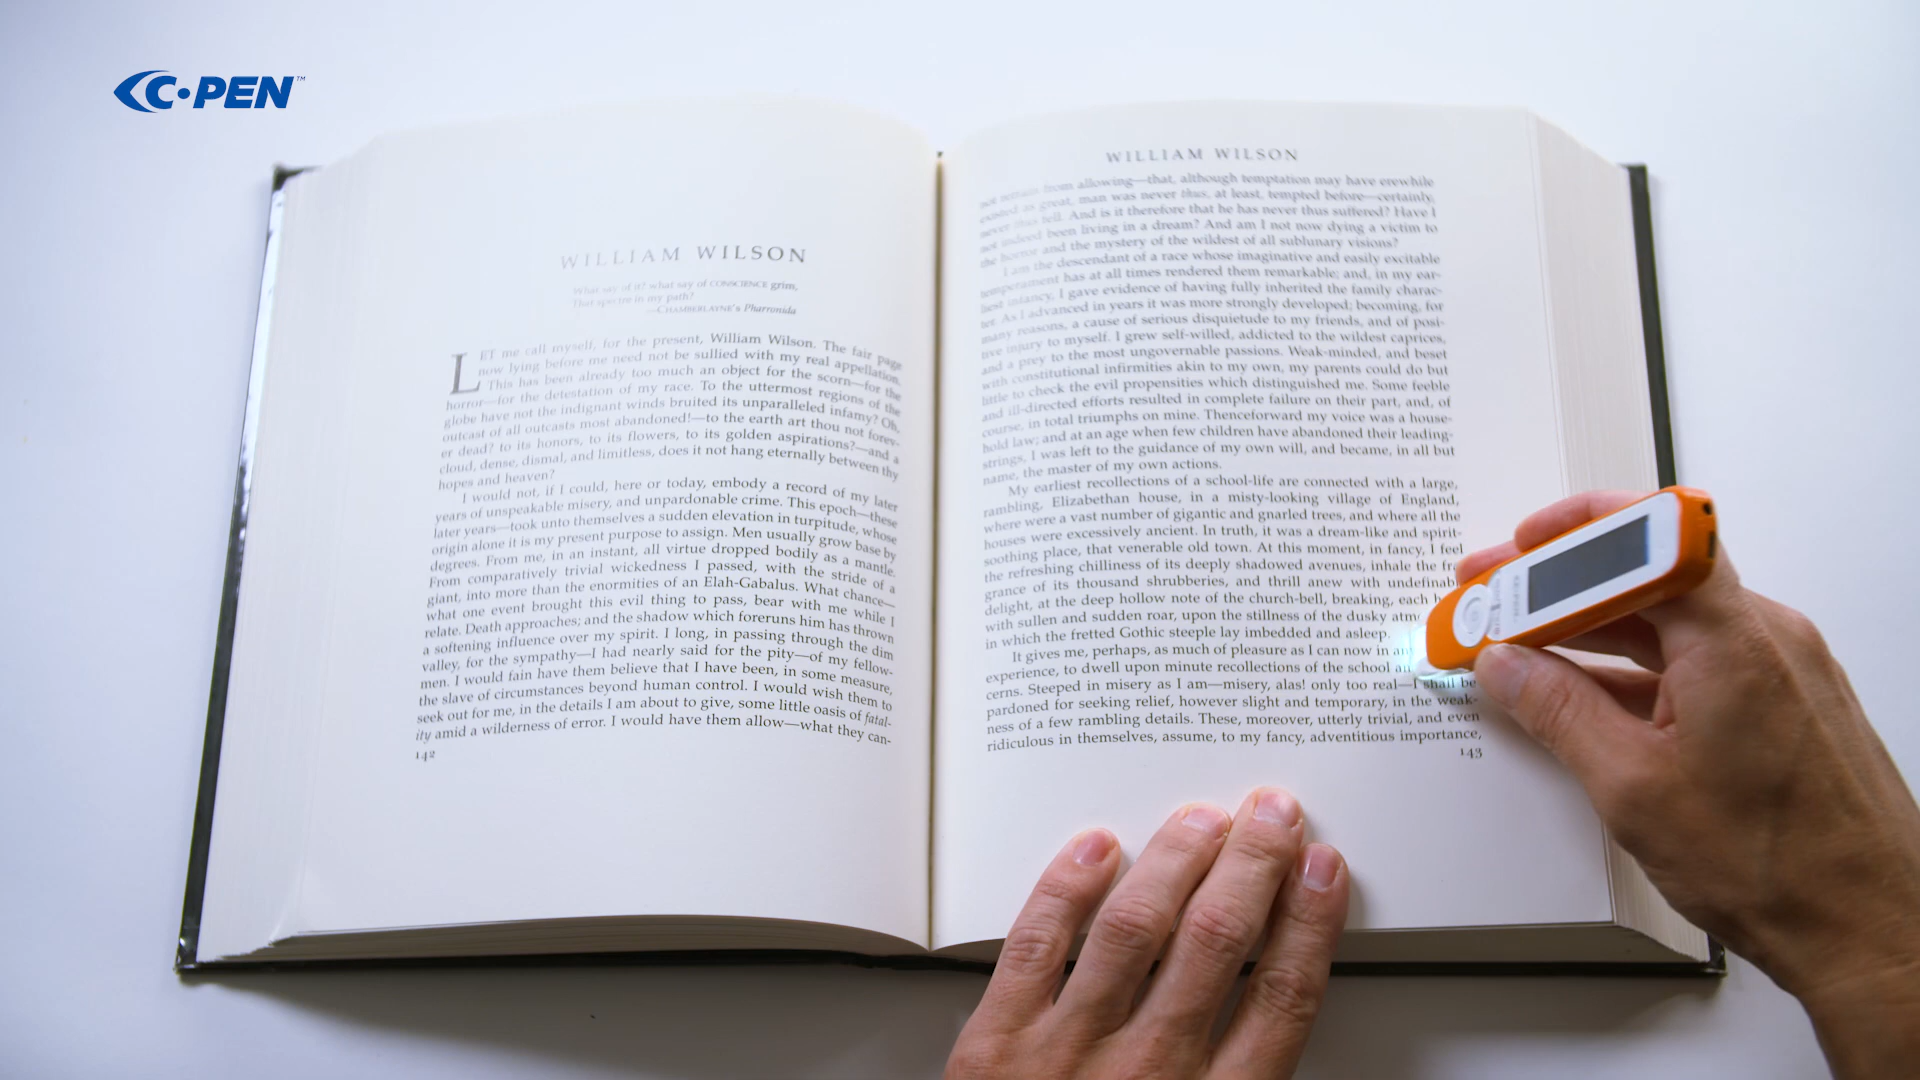 C·PEN™
WILLIAM WILSON
What say of it? what say of CONSCIENCE grim,
That spectre in my path?
—CHAMBERLAYNE's Pharronida
LET me call myself, for the present, William Wilson. The fair page
now lying before me need not be sullied with my real appellation.
This has been already too much an object for the scorn—for the
horror—for the detestation of my race. To the uttermost regions of the
globe have not the indignant winds bruited its unparalleled infamy? Oh,
outcast of all outcasts most abandoned!—to the earth art thou not forev-
er dead? to its honors, to its flowers, to its golden aspirations?—and a
cloud, dense, dismal, and limitless, does it not hang eternally between thy
hopes and heaven?
I would not, if I could, here or today, embody a record of my later
years of unspeakable misery, and unpardonable crime. This epoch—these
later years—took unto themselves a sudden elevation in turpitude, whose
origin alone it is my present purpose to assign. Men usually grow base by
degrees. From me, in an instant, all virtue dropped bodily as a mantle.
From comparatively trivial wickedness I passed, with the stride of a
giant, into more than the enormities of an Elah-Gabalus. What chance—
what one event brought this evil thing to pass, bear with me while I
relate. Death approaches; and the shadow which foreruns him has thrown
a softening influence over my spirit. I long, in passing through the dim
valley, for the sympathy—I had nearly said for the pity—of my fellow-
men. I would fain have them believe that I have been, in some measure,
the slave of circumstances beyond human control. I would wish them to
seek out for me, in the details I am about to give, some little oasis of fatal-
ity amid a wilderness of error. I would have them allow—what they can-
142
WILLIAM WILSON
not refrain from allowing—that, although temptation may have erewhile
existed as great, man was never thus, at least, tempted before—certainly,
never thus fell. And is it therefore that he has never thus suffered? Have I
not indeed been living in a dream? And am I not now dying a victim to
the horror and the mystery of the wildest of all sublunary visions?
I am the descendant of a race whose imaginative and easily excitable
temperament has at all times rendered them remarkable; and, in my ear-
liest infancy, I gave evidence of having fully inherited the family charac-
ter. As I advanced in years it was more strongly developed; becoming, for
many reasons, a cause of serious disquietude to my friends, and of posi-
tive injury to myself. I grew self-willed, addicted to the wildest caprices,
and a prey to the most ungovernable passions. Weak-minded, and beset
with constitutional infirmities akin to my own, my parents could do but
little to check the evil propensities which distinguished me. Some feeble
and ill-directed efforts resulted in complete failure on their part, and, of
course, in total triumphs on mine. Thenceforward my voice was a house-
hold law; and at an age when few children have abandoned their leading-
strings, I was left to the guidance of my own will, and became, in all but
name, the master of my own actions.
My earliest recollections of a school-life are connected with a large,
rambling, Elizabethan house, in a misty-looking village of England,
where were a vast number of gigantic and gnarled trees, and where all the
houses were excessively ancient. In truth, it was a dream-like and spirit-
soothing place, that venerable old town. At this moment, in fancy, I feel
the refreshing chilliness of its deeply shadowed avenues, inhale the fra
grance of its thousand shrubberies, and thrill anew with undefinab
delight, at the deep hollow note of the church-bell, breaking, each
with sullen and sudden roar, upon the stillness of the dusky atm
in which the fretted Gothic steeple lay imbedded and asleep.
It gives me, perhaps, as much of pleasure as I can now in
experience, to dwell upon minute recollections of the school
cerns. Steeped in misery as I am—misery, alas! only too real—I shall be
pardoned for seeking relief, however slight and temporary, in the weak-
ness of a few rambling details. These, moreover, utterly trivial, and even
ridiculous in themselves, assume, to my fancy, adventitious importance,
143